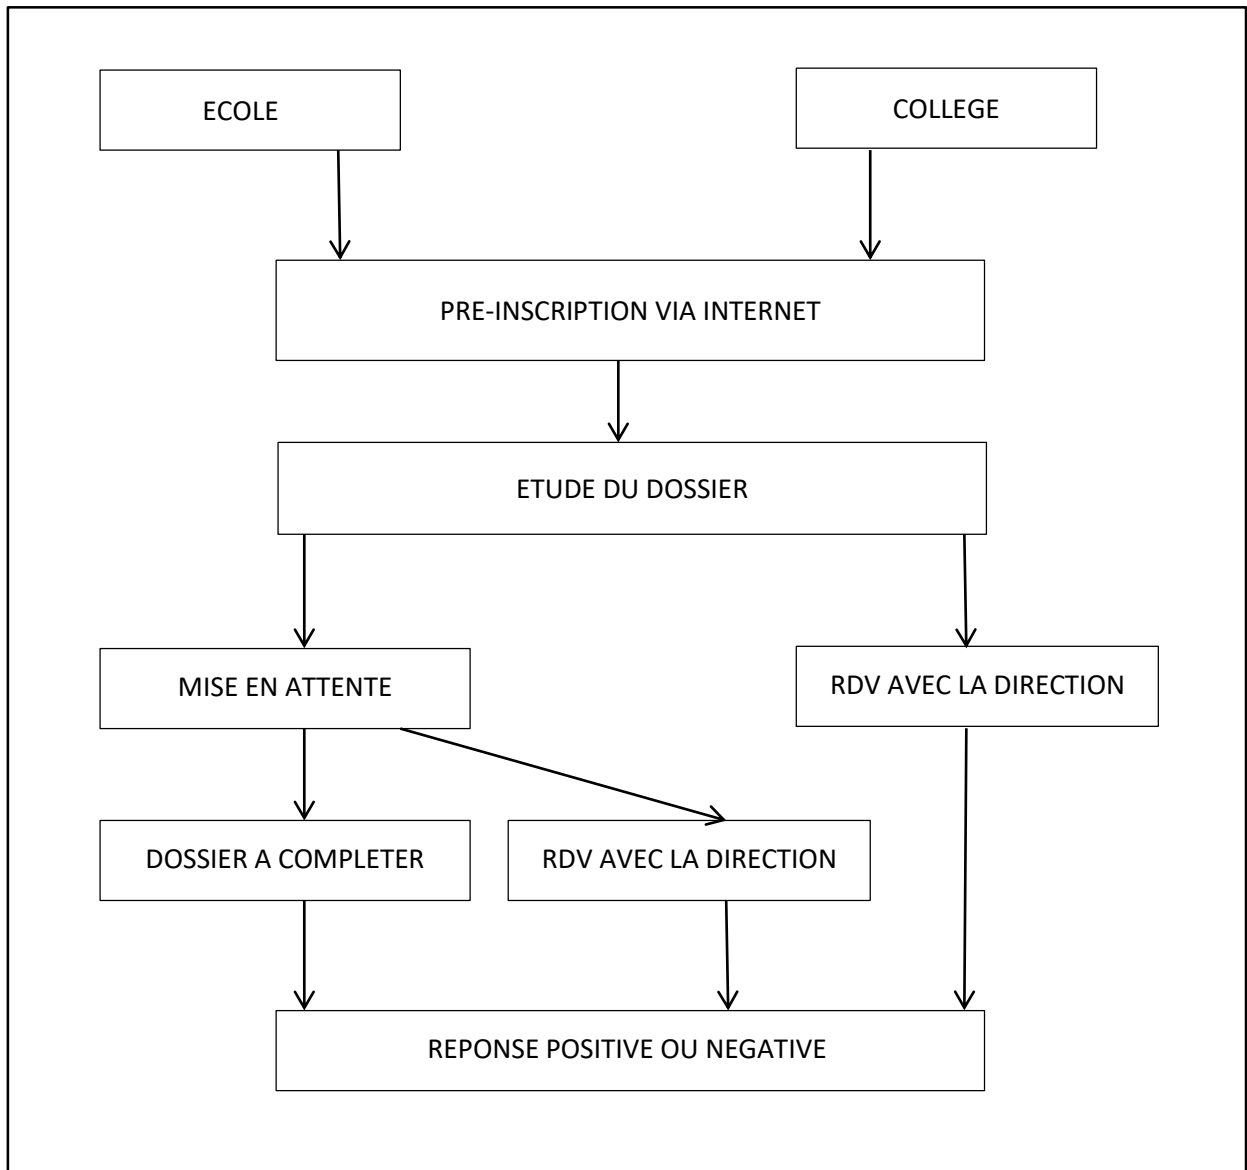 ECOLE
COLLEGE
PRE-INSCRIPTION VIA INTERNET
ETUDE DU DOSSIER
MISE EN ATTENTE
RDV AVEC LA DIRECTION
DOSSIER A COMPLETER
RDV AVEC LA DIRECTION
REPONSE POSITIVE OU NEGATIVE